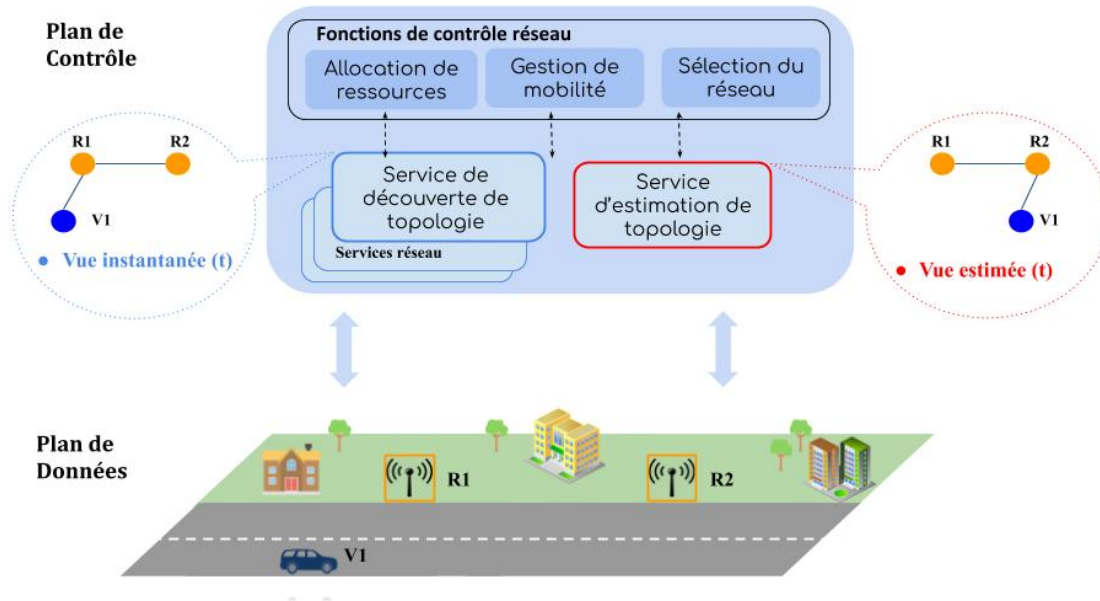 Plan de
Contrôle
Fonctions de contrôle réseau
Allocation de
ressources
Gestion de
mobilité
Sélection du
réseau
R1
R2
V1
● Vue instantanée (t)
Service de
découverte de
topologie
Services réseau
Service
d'estimation de
topologie
R1
R2
V1
● Vue estimée (t)
Plan de
Données
R1
R2
V1